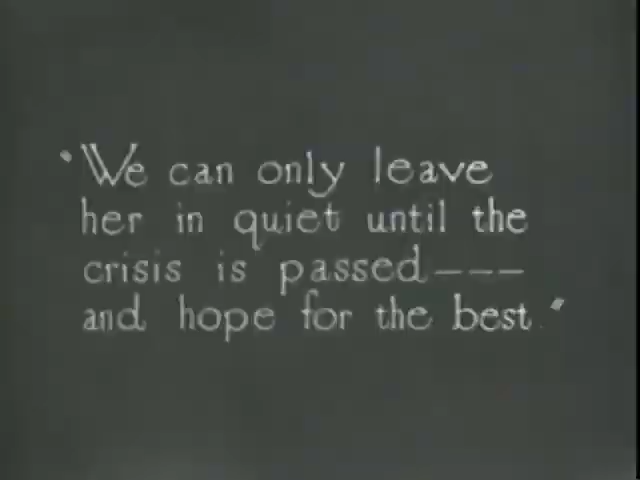 "We can only leave
her in quiet until the
crisis is passed---
and hope for the best."